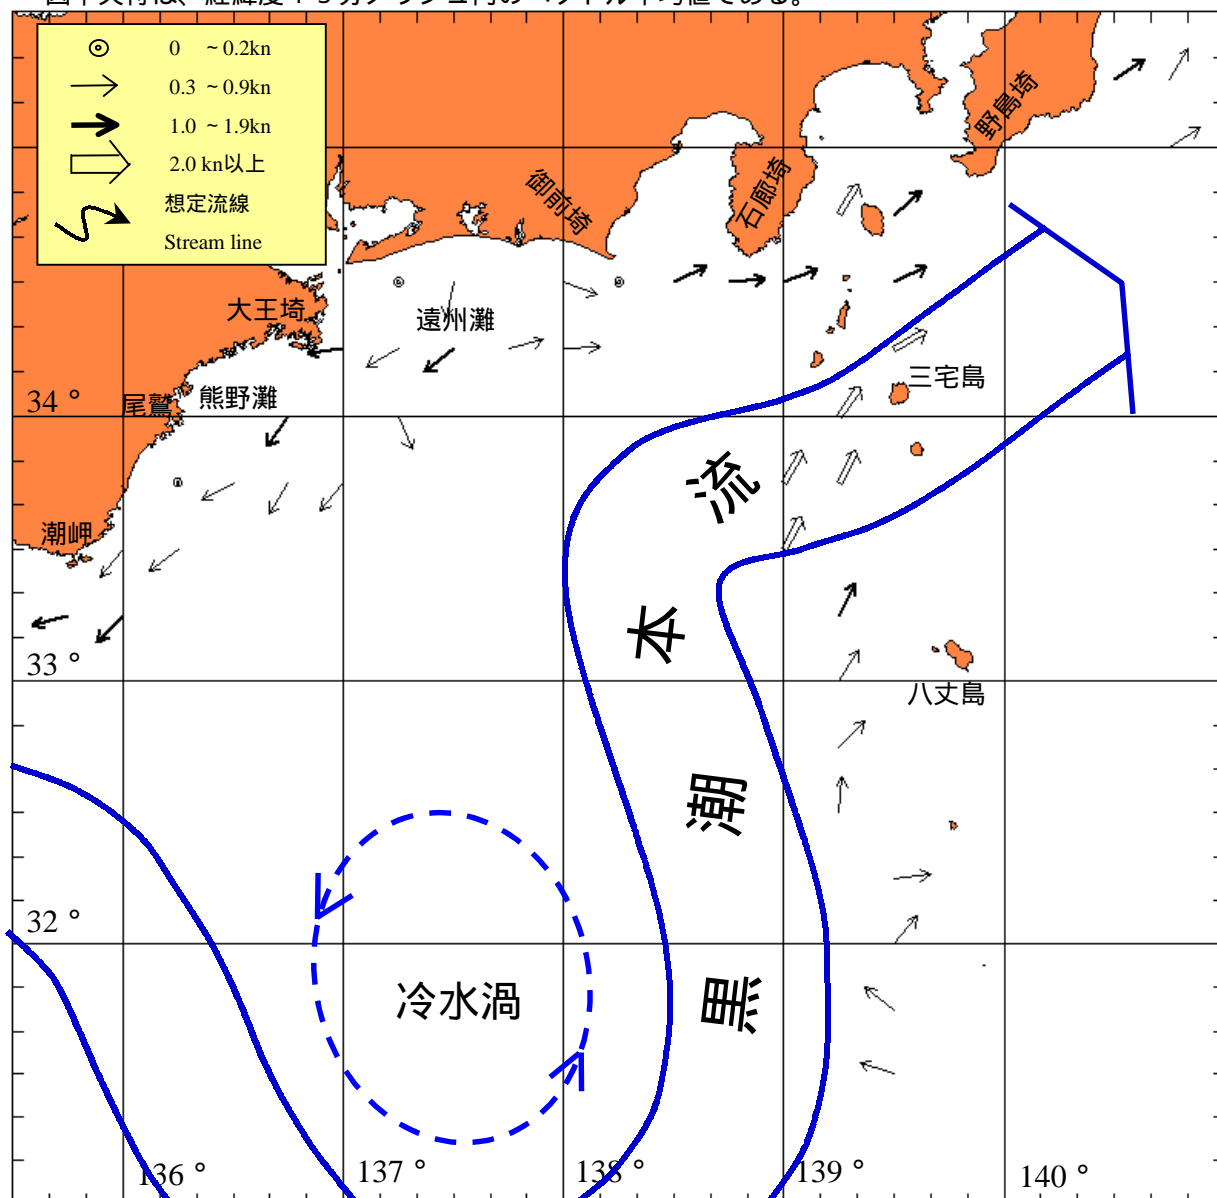 0 ~0.2kn
0.3 ~0.9kn
1.0 ~1.9kn
2.0 kn以上
想定流線
Stream line
野島埼
御前埼
石廊埼
大王埼
遠州灘
三宅島
34°
尾鷲
熊野灘
潮岬
33°
八丈島
32°
冷水渦
黒
潮
本
流
136°
137°
138°
139°
140°